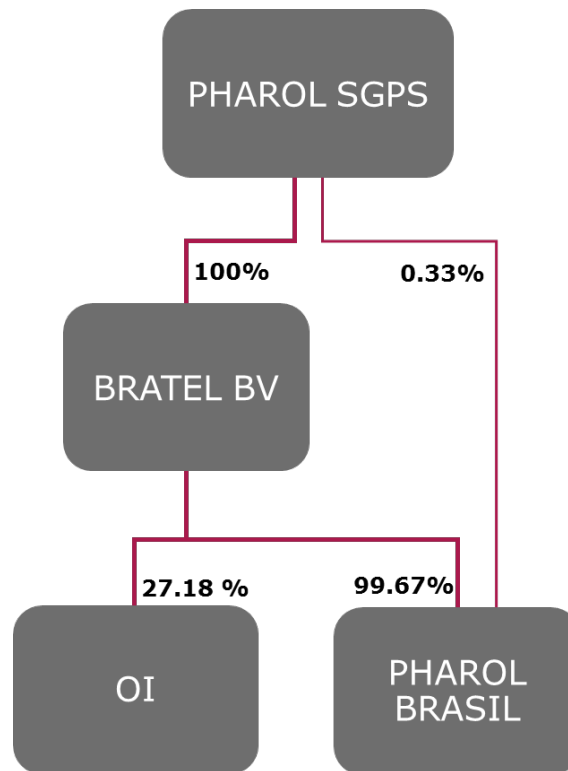 PHAROL SGPS
100%
0.33%
BRATEL BV
27.18 %
99.67%
OI
PHAROL
BRASIL